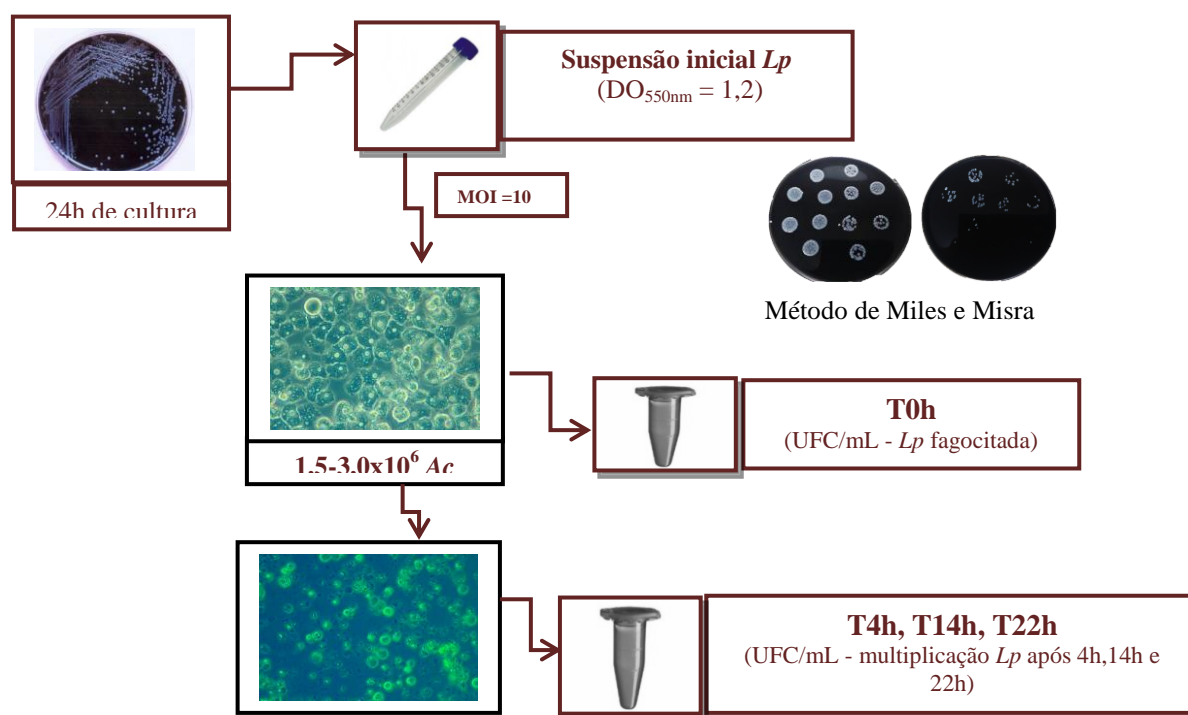 Suspensão inicial Lp
(DO550nm = 1,2)
24h de cultura
MOI =10
Método de Miles e Misra
T0h
(UFC/mL - Lp fagocitada)
1,5-3,0x10⁶ Ac
T4h, T14h, T22h
(UFC/mL - multiplicação Lp após 4h,14h e
22h)